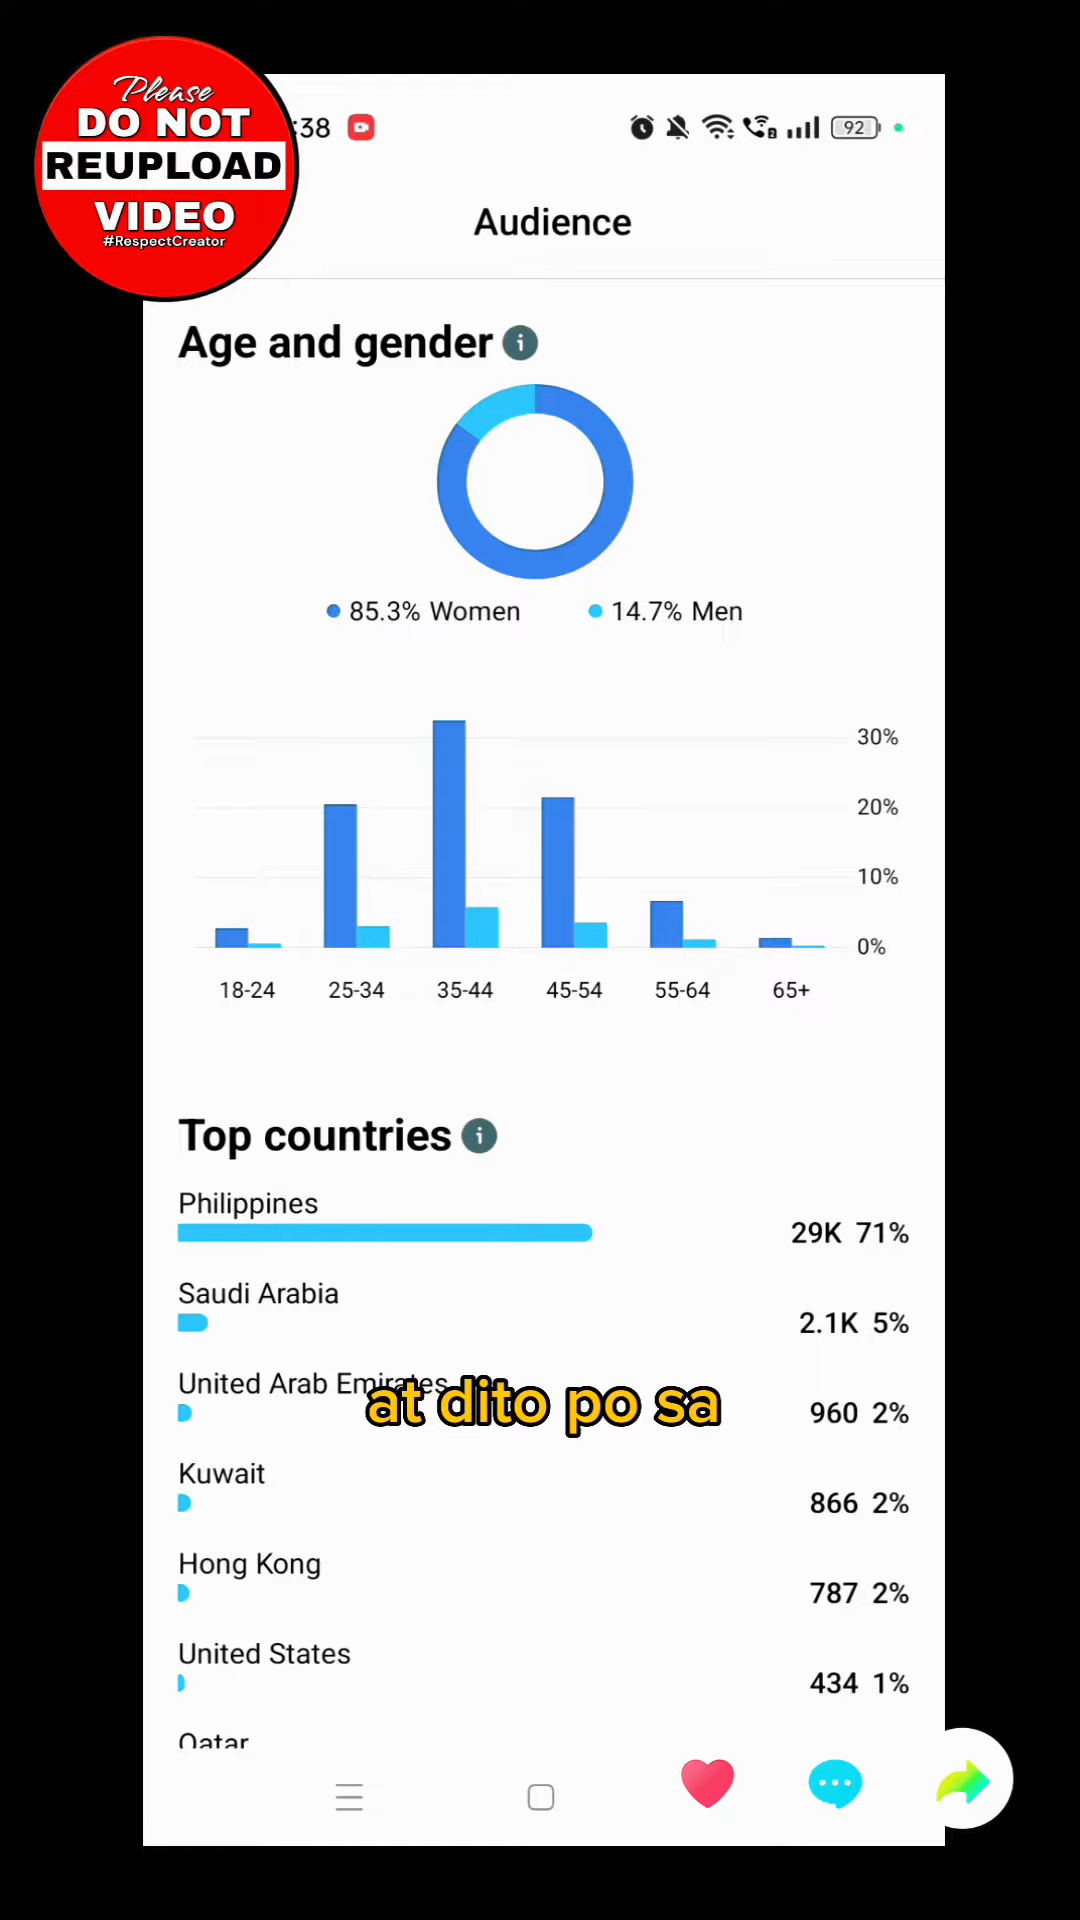 Please
DO NOT
REUPLOAD
VIDEO
#RespectCreator
:38
92
Audience
Age and gender
85.3% Women
14.7% Men
30%
20%
10%
0%
18-24 25-34 35-44 45-54 55-64 65+
Top countries
Philippines
29K 71%
Saudi Arabia
2.1K 5%
United Arab Emirates
at dito po sa
960 2%
Kuwait
866 2%
Hong Kong
787 2%
United States
434 1%
Qatar